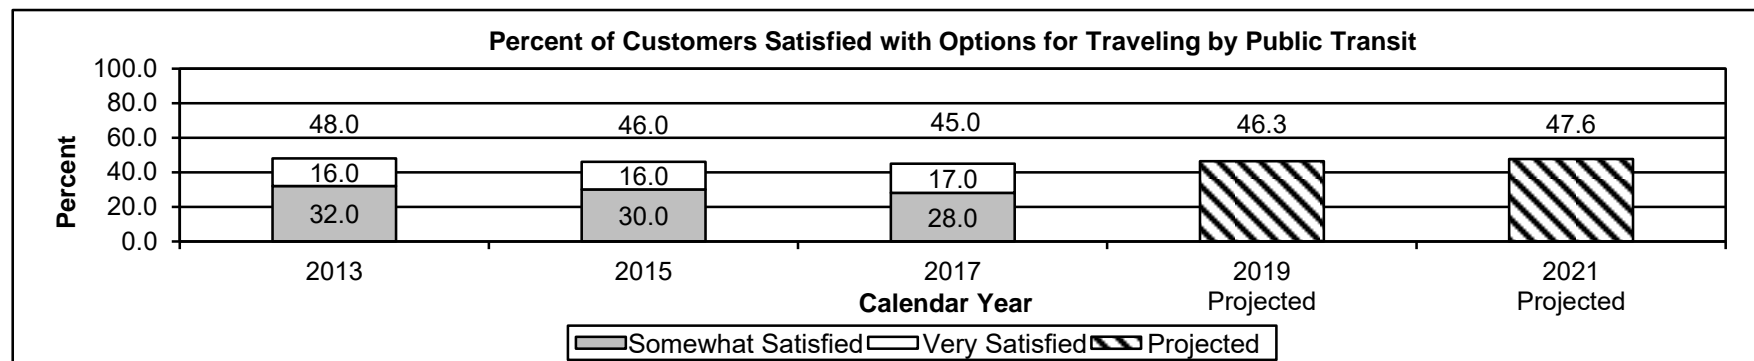 Percent of Customers Satisfied with Options for Traveling by Public Transit
Percent
100.0
80.0
60.0
40.0
20.0
0.0
48.0 46.0 45.0 46.3 47.6
16.0 16.0 17.0
32.0 30.0 28.0
2013 2015 2017 2019 2021
Projected Projected
Calendar Year
Somewhat Satisfied Very Satisfied Projected